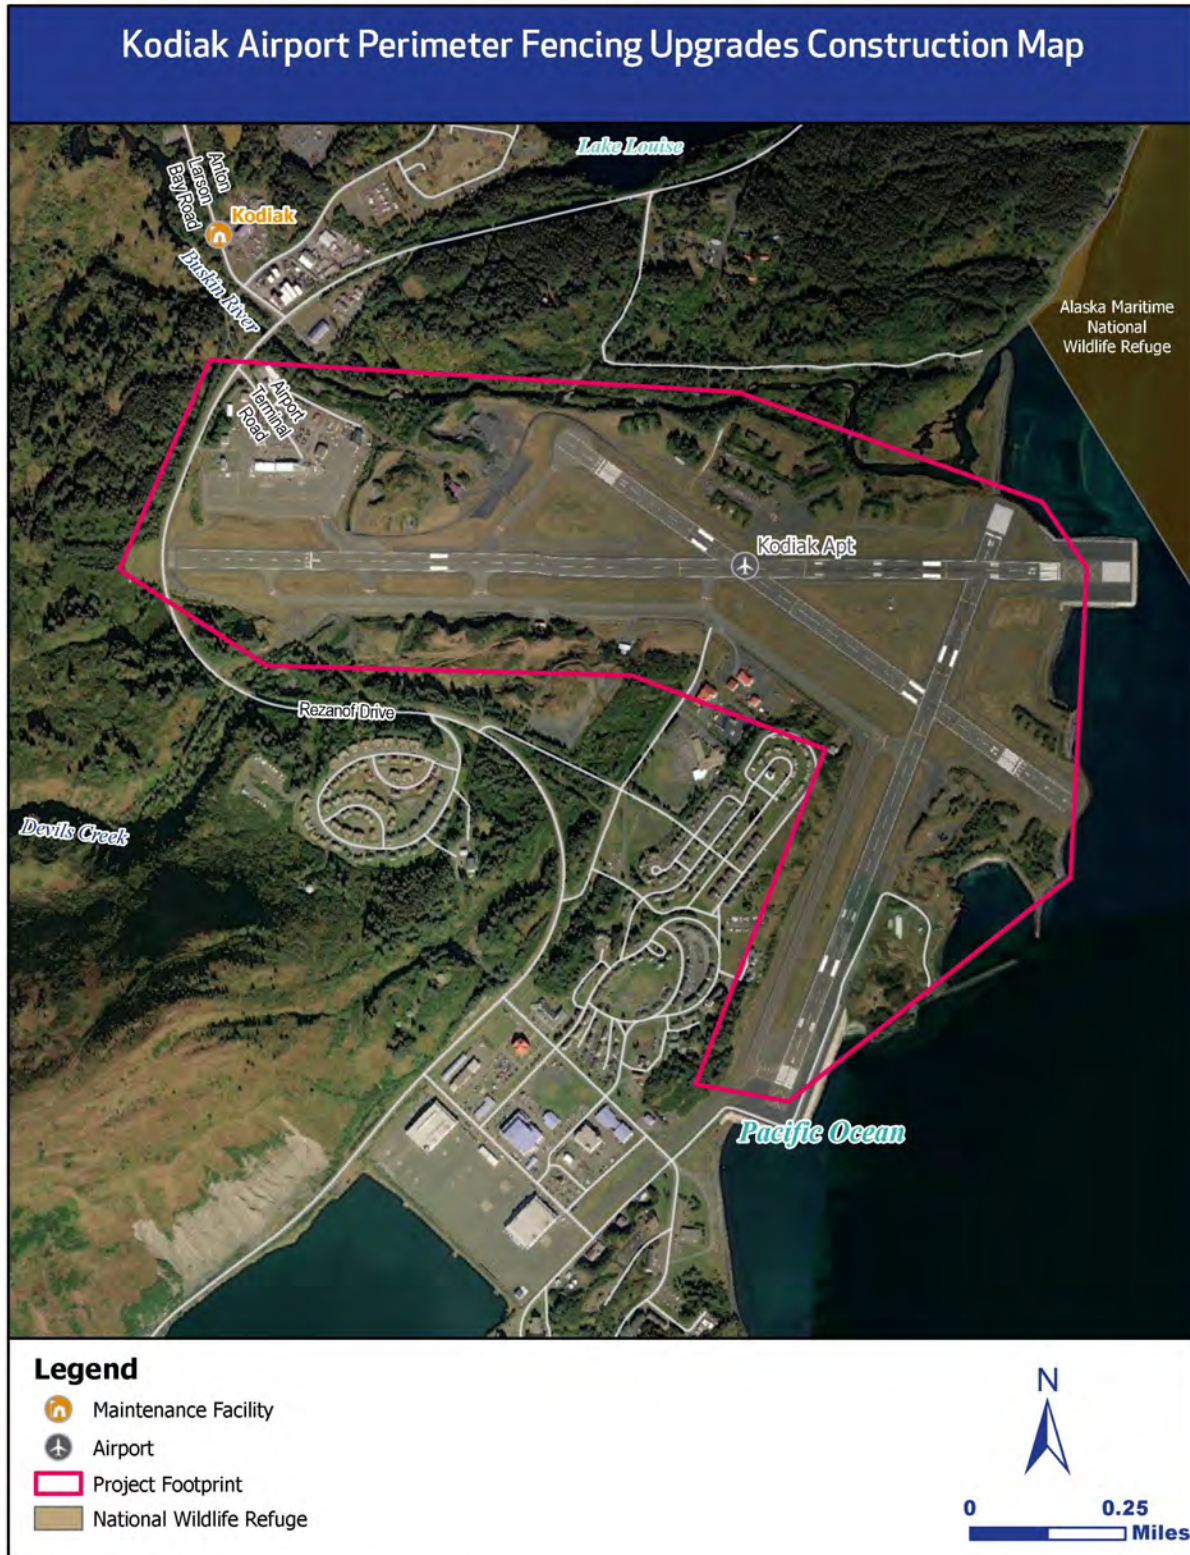 Kodiak Airport Perimeter Fencing Upgrades Construction Map
Lake Louise
Anton
Larson
Bay Road
Kodiak
Buskin River
Alaska Maritime
National
Wildlife Refuge
Airport
Terminal
Road
Kodiak Apt
Rezanof Drive
Devils Creek
Pacific Ocean
Legend
Maintenance Facility
Airport
Project Footprint
National Wildlife Refuge
N
0 0.25
Miles